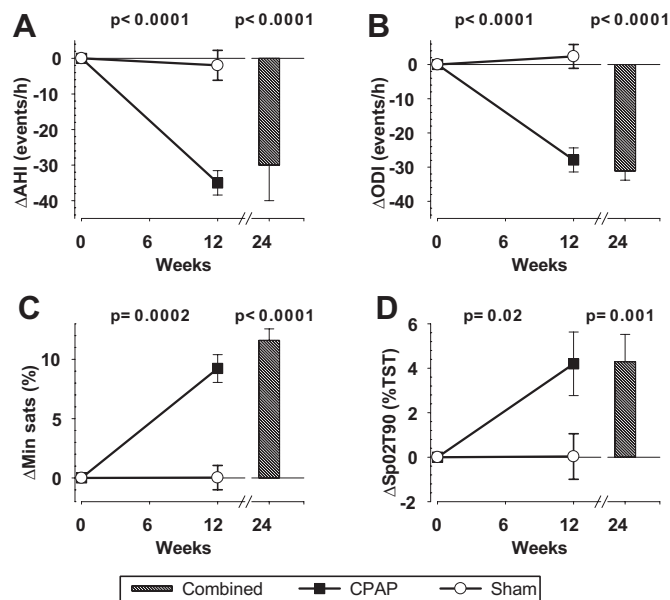 A
p< 0.0001 p< 0.0001
ΔAHI (events/h)
0
-10
-20
-30
-40
0 6 12 24
Weeks
B
p< 0.0001 p< 0.0001
ΔODI (events/h)
0
-10
-20
-30
-40
0 6 12 24
Weeks
C
p= 0.0002 p< 0.0001
ΔMin sats (%)
10
5
0
0 6 12 24
Weeks
D
p= 0.02 p= 0.001
ΔSp02T90 (%TST)
6
4
2
0
-2
0 6 12 24
Weeks
Combined CPAP Sham